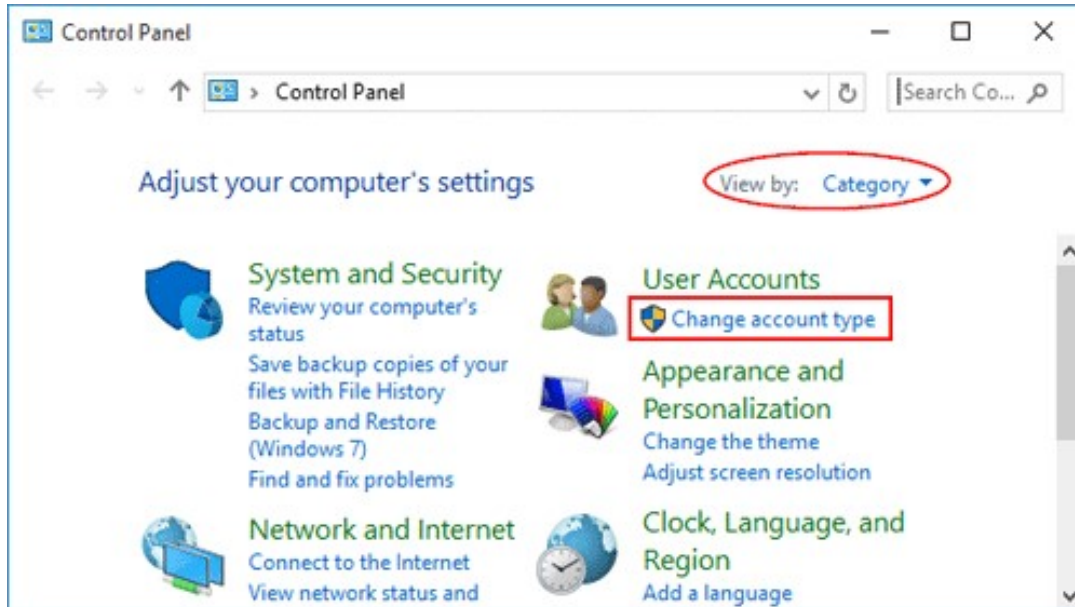 Control Panel
Control Panel
Search Co...
Adjust your computer's settings
View by: Category
System and Security
Review your computer's
status
Save backup copies of your
files with File History
Backup and Restore
(Windows 7)
Find and fix problems
User Accounts
Change account type
Appearance and
Personalization
Change the theme
Adjust screen resolution
Network and Internet
Connect to the Internet
View network status and
Clock, Language, and
Region
Add a language